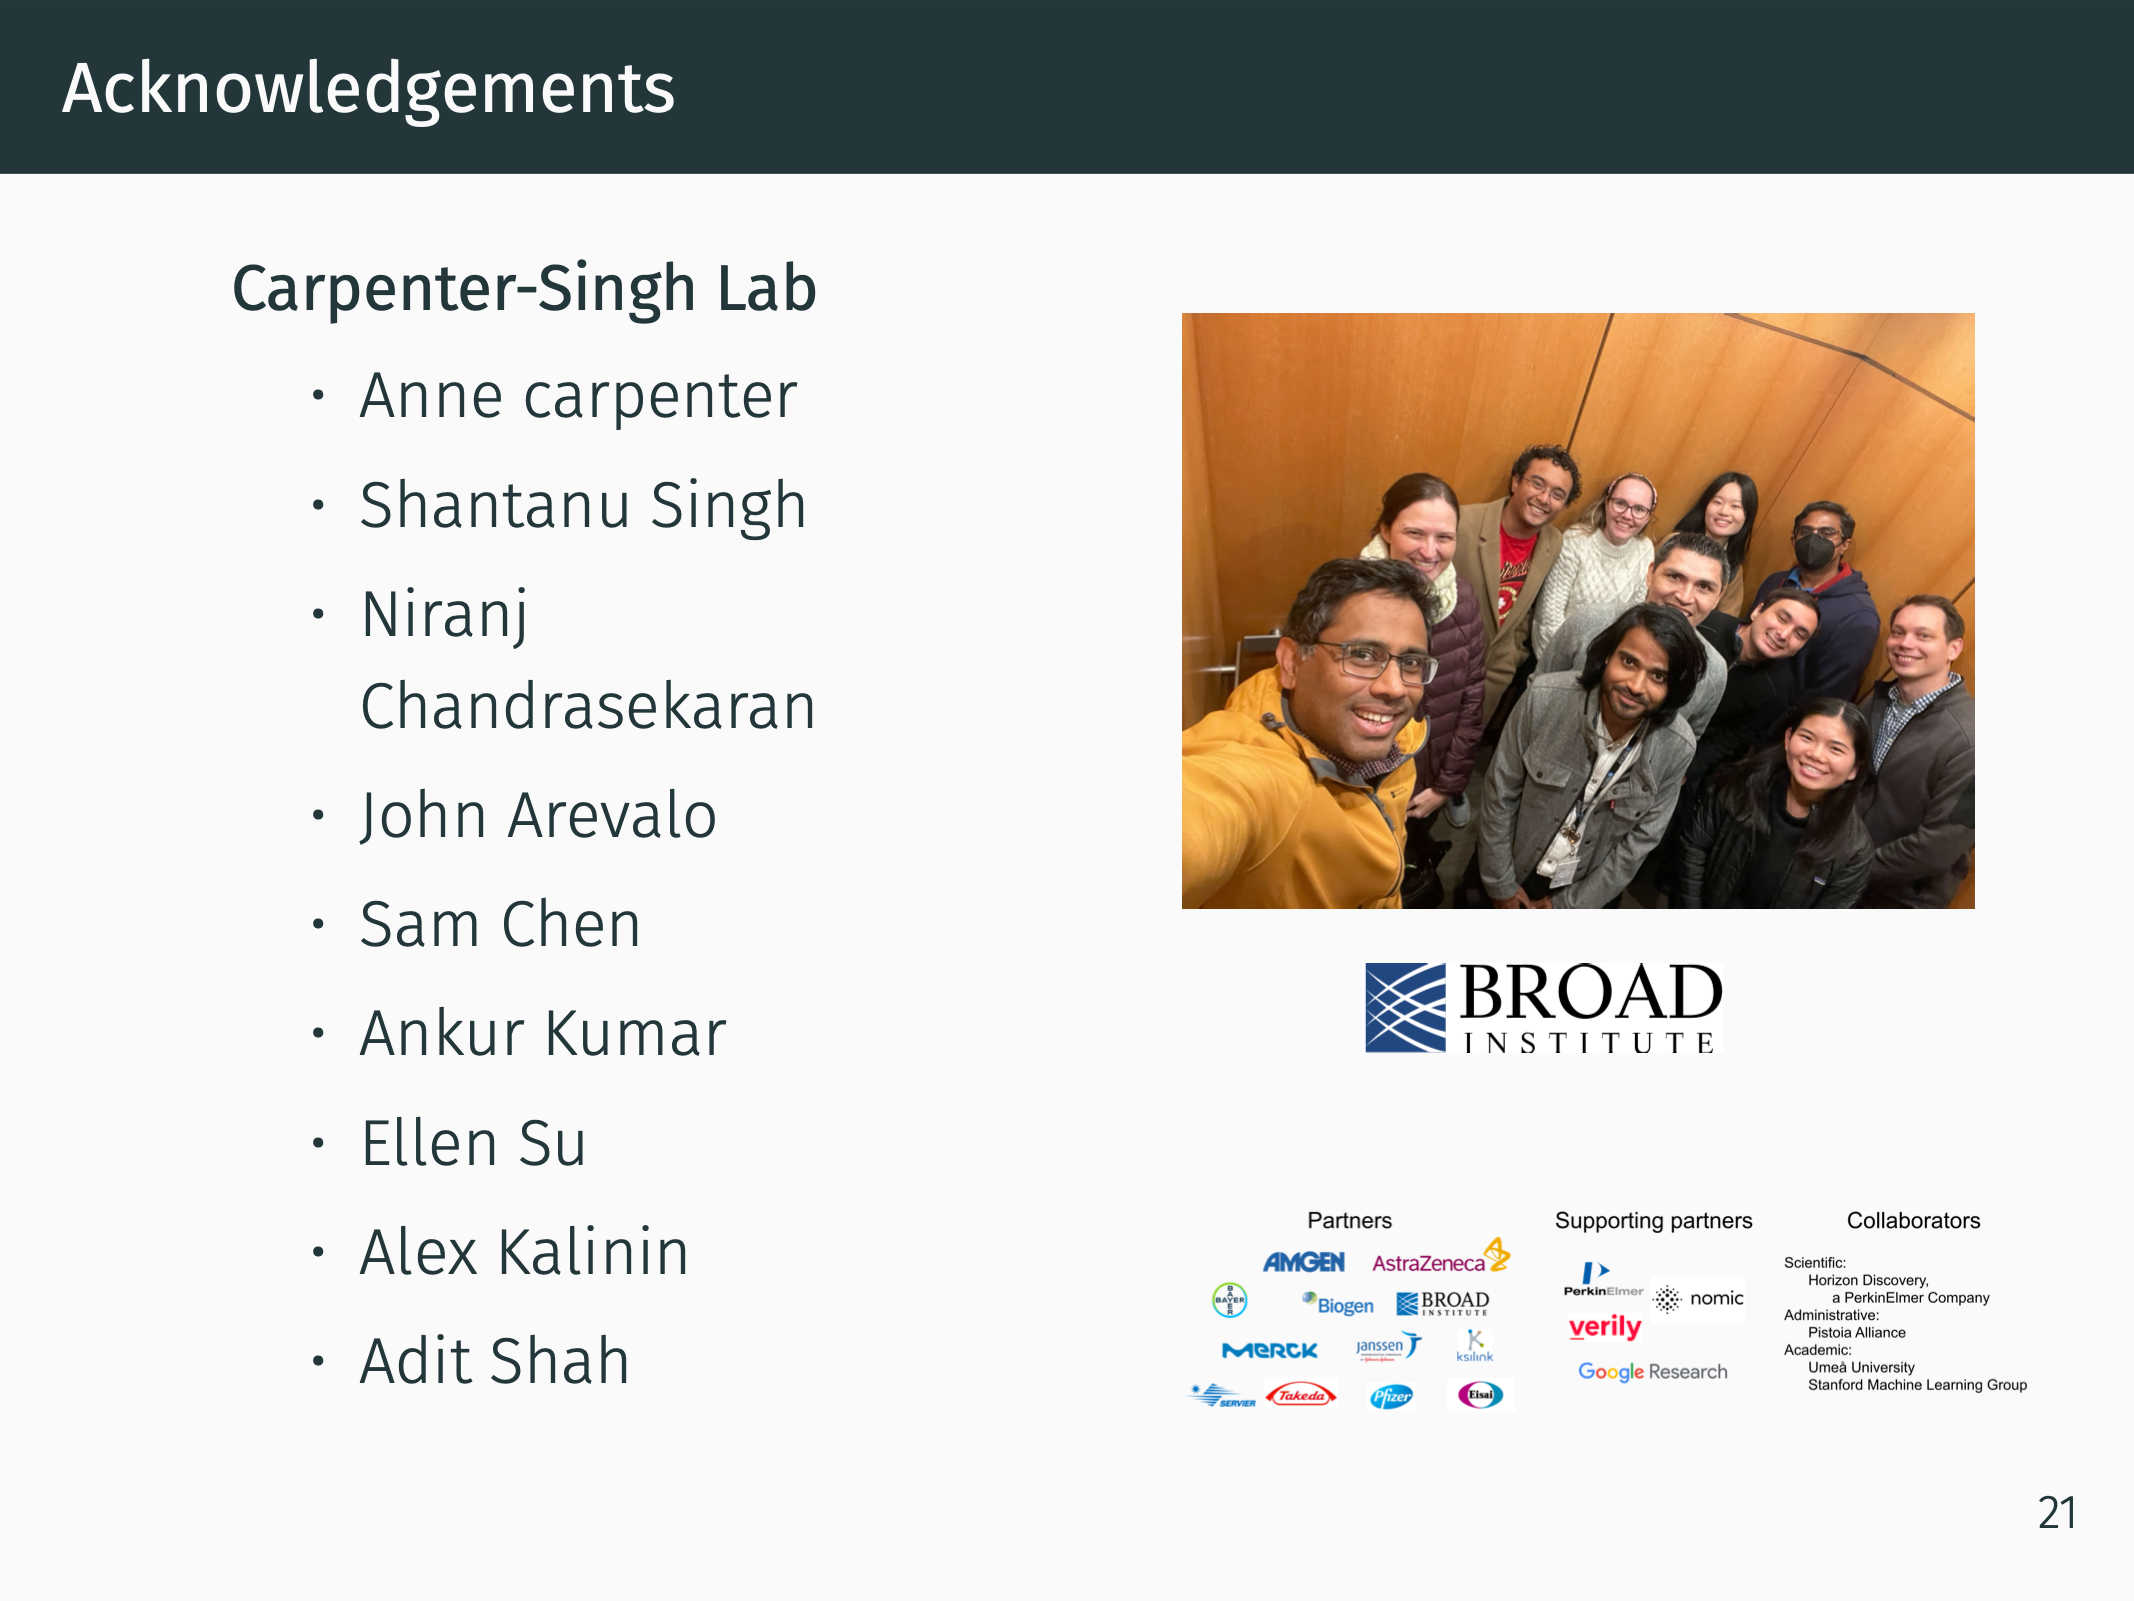 Acknowledgements
Carpenter-Singh Lab
• Anne carpenter
• Shantanu Singh
• Niranj
Chandrasekaran
• John Arevalo
• Sam Chen
• Ankur Kumar
• Ellen Su
• Alex Kalinin
• Adit Shah
BROAD
INSTITUTE
Partners
AMGEN AstraZeneca
BAYER BAYER Biogen BROAD
INSTITUTE
MERCK janssen ksilink
SERVIER Takeda Pfizer Eisai
Supporting partners
PerkinElmer
nomic
verily
Google Research
Collaborators
Scientific:
Horizon Discovery,
a PerkinElmer Company
Administrative:
Pistoia Alliance
Academic:
Umeå University
Stanford Machine Learning Group
21